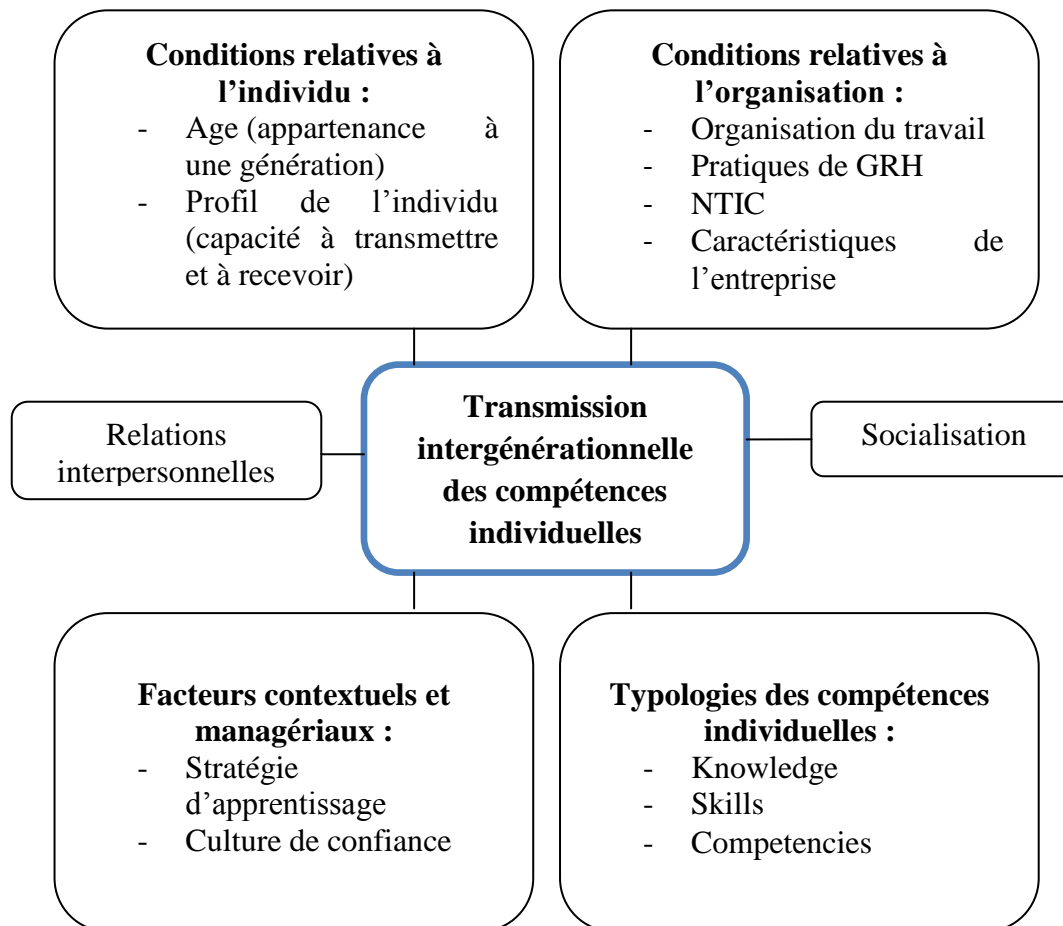 Conditions relatives à
l’individu :
- Age (appartenance à
une génération)
- Profil de l’individu
(capacité à transmettre
et à recevoir)
Conditions relatives à
l’organisation :
- Organisation du travail
- Pratiques de GRH
- NTIC
- Caractéristiques de
l’entreprise
Relations
interpersonnelles
Transmission
intergénérationnelle
des compétences
individuelles
Socialisation
Facteurs contextuels et
managériaux :
- Stratégie
d’apprentissage
- Culture de confiance
Typologies des compétences
individuelles :
- Knowledge
- Skills
- Competencies